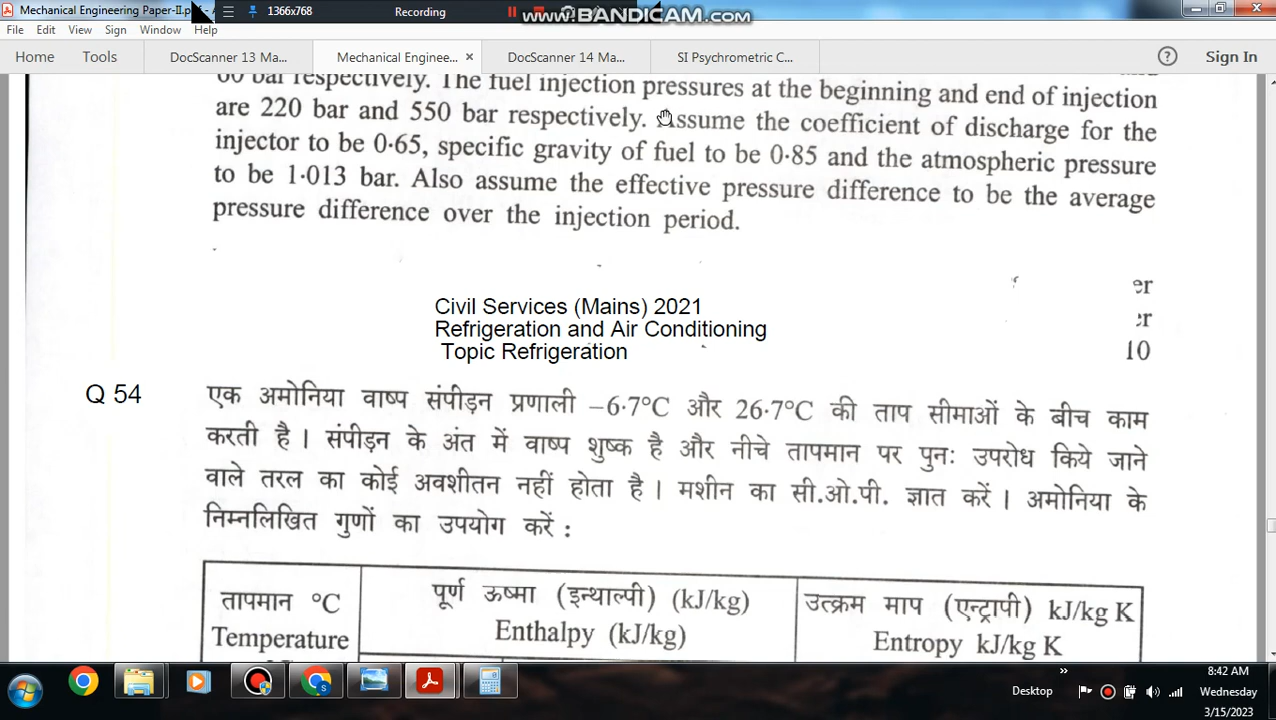 Mechanical Engineering Paper-II.p
1366x768
Recording
www.BANDICAM.com
File Edit View Sign Window Help
Home Tools DocScanner 13 Ma... Mechanical Enginee... × DocScanner 14 Mar... SI Psychrometric C... ? Sign In
60 bar respectively. The fuel injection pressures at the beginning and end of injection
are 220 bar and 550 bar respectively. Assume the coefficient of discharge for the
injector to be 0·65, specific gravity of fuel to be 0·85 and the atmospheric pressure
to be 1·013 bar. Also assume the effective pressure difference to be the average
pressure difference over the injection period.
er
er
10
Civil Services (Mains) 2021
Refrigeration and Air Conditioning
Topic Refrigeration
Q 54
एक अमोनिया वाष्प संपीड़न प्रणाली –6·7°C और 26·7°C की ताप सीमाओं के बीच काम
करती है । संपीड़न के अंत में वाष्प शुष्क है और नीचे तापमान पर पुनः उपरोध किये जाने
वाले तरल का कोई अवशीतन नहीं होता है । मशीन का सी.ओ.पी. ज्ञात करें । अमोनिया के
निम्नलिखित गुणों का उपयोग करें :
तापमान °C
Temperature
पूर्ण ऊष्मा (इन्थाल्पी) (kJ/kg)
Enthalpy (kJ/kg)
उत्क्रम माप (एन्ट्रापी) kJ/kg K
Entropy kJ/kg K
Desktop
8:42 AM
Wednesday
3/15/2023